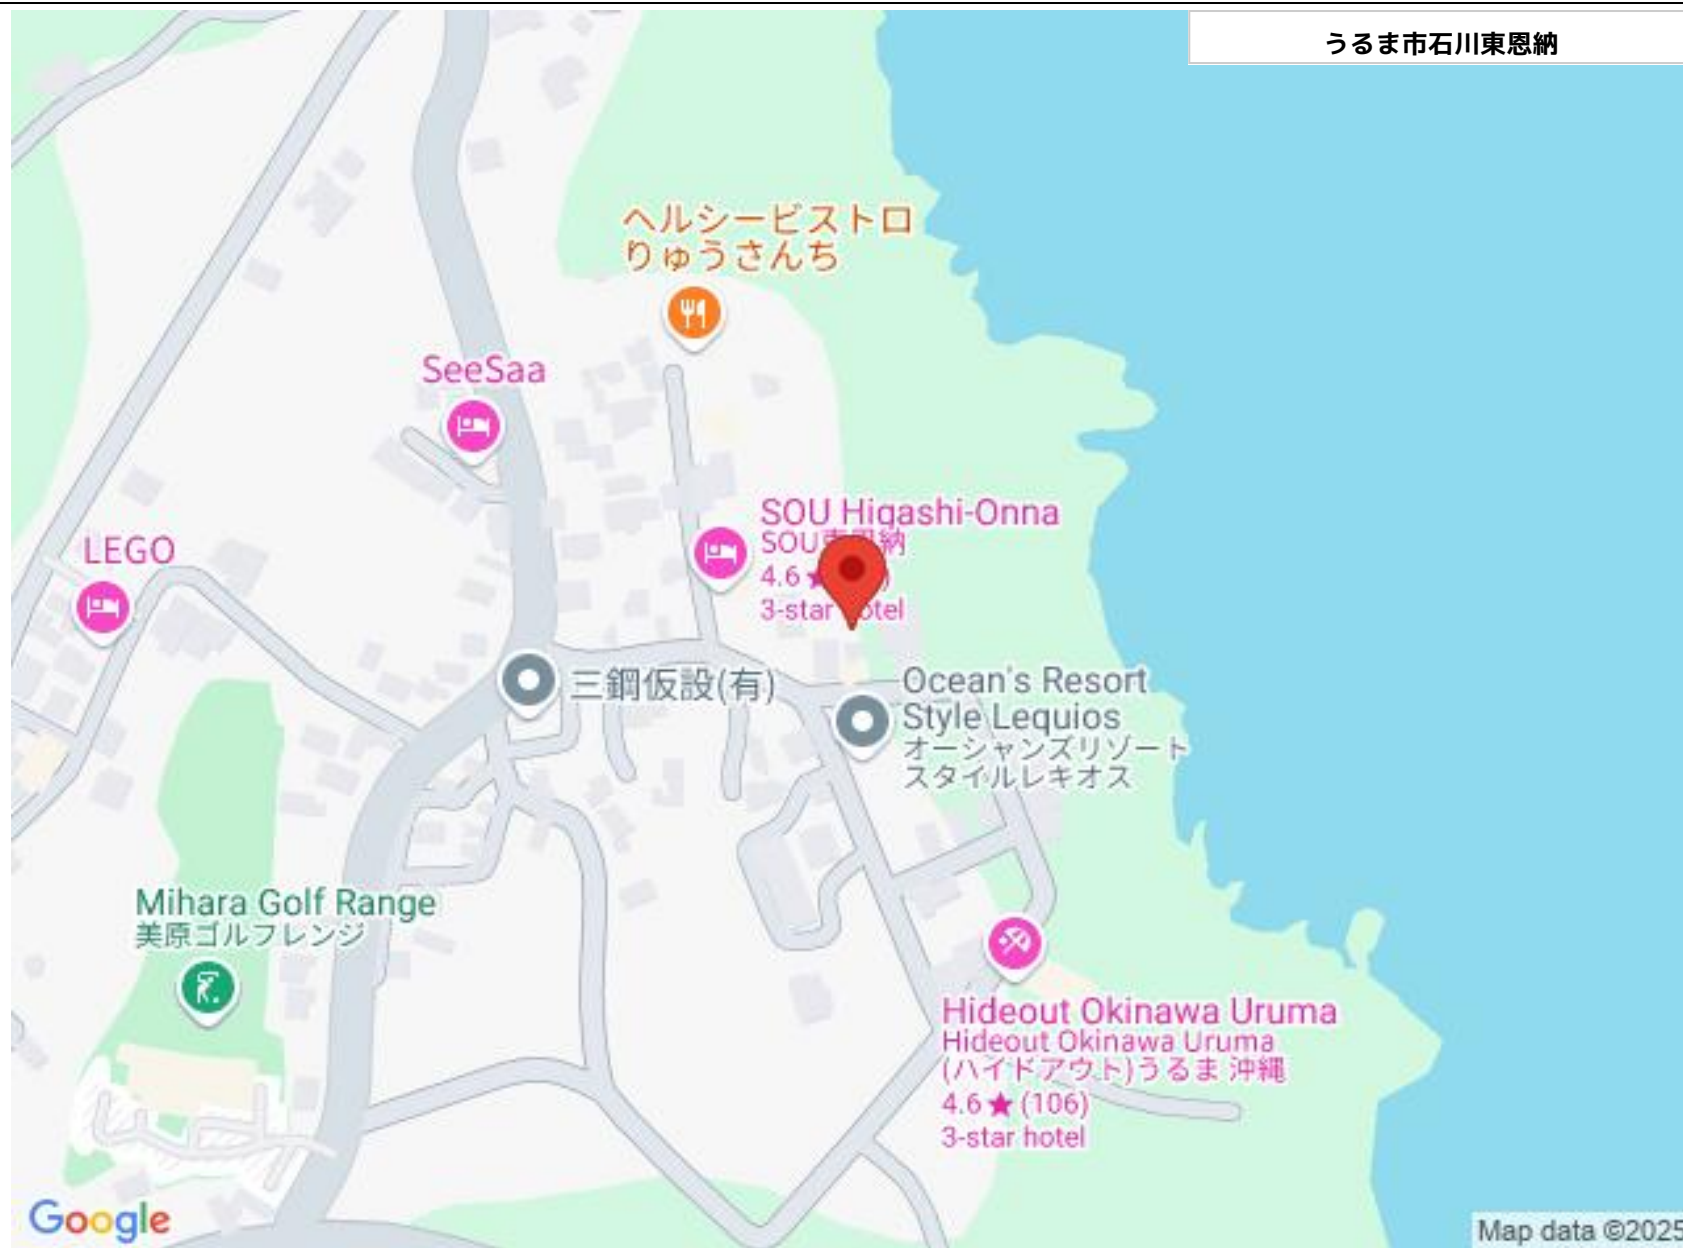 うるま市石川東恩納
ヘルシービストロ
りゅうさんち
SeeSaa
SOU Higashi-Onna
4.6
3-star hotel
LEGO
三鋼仮設(有)
Ocean's Resort
Style Lequios
オーシャンズリゾート
スタイルレキオス
Mihara Golf Range
美原ゴルフレンジ
Hideout Okinawa Uruma
Hideout Okinawa Uruma
(ハイドアウト)うるま 沖縄
4.6 ★ (106)
3-star hotel
Google
Map data ©2025